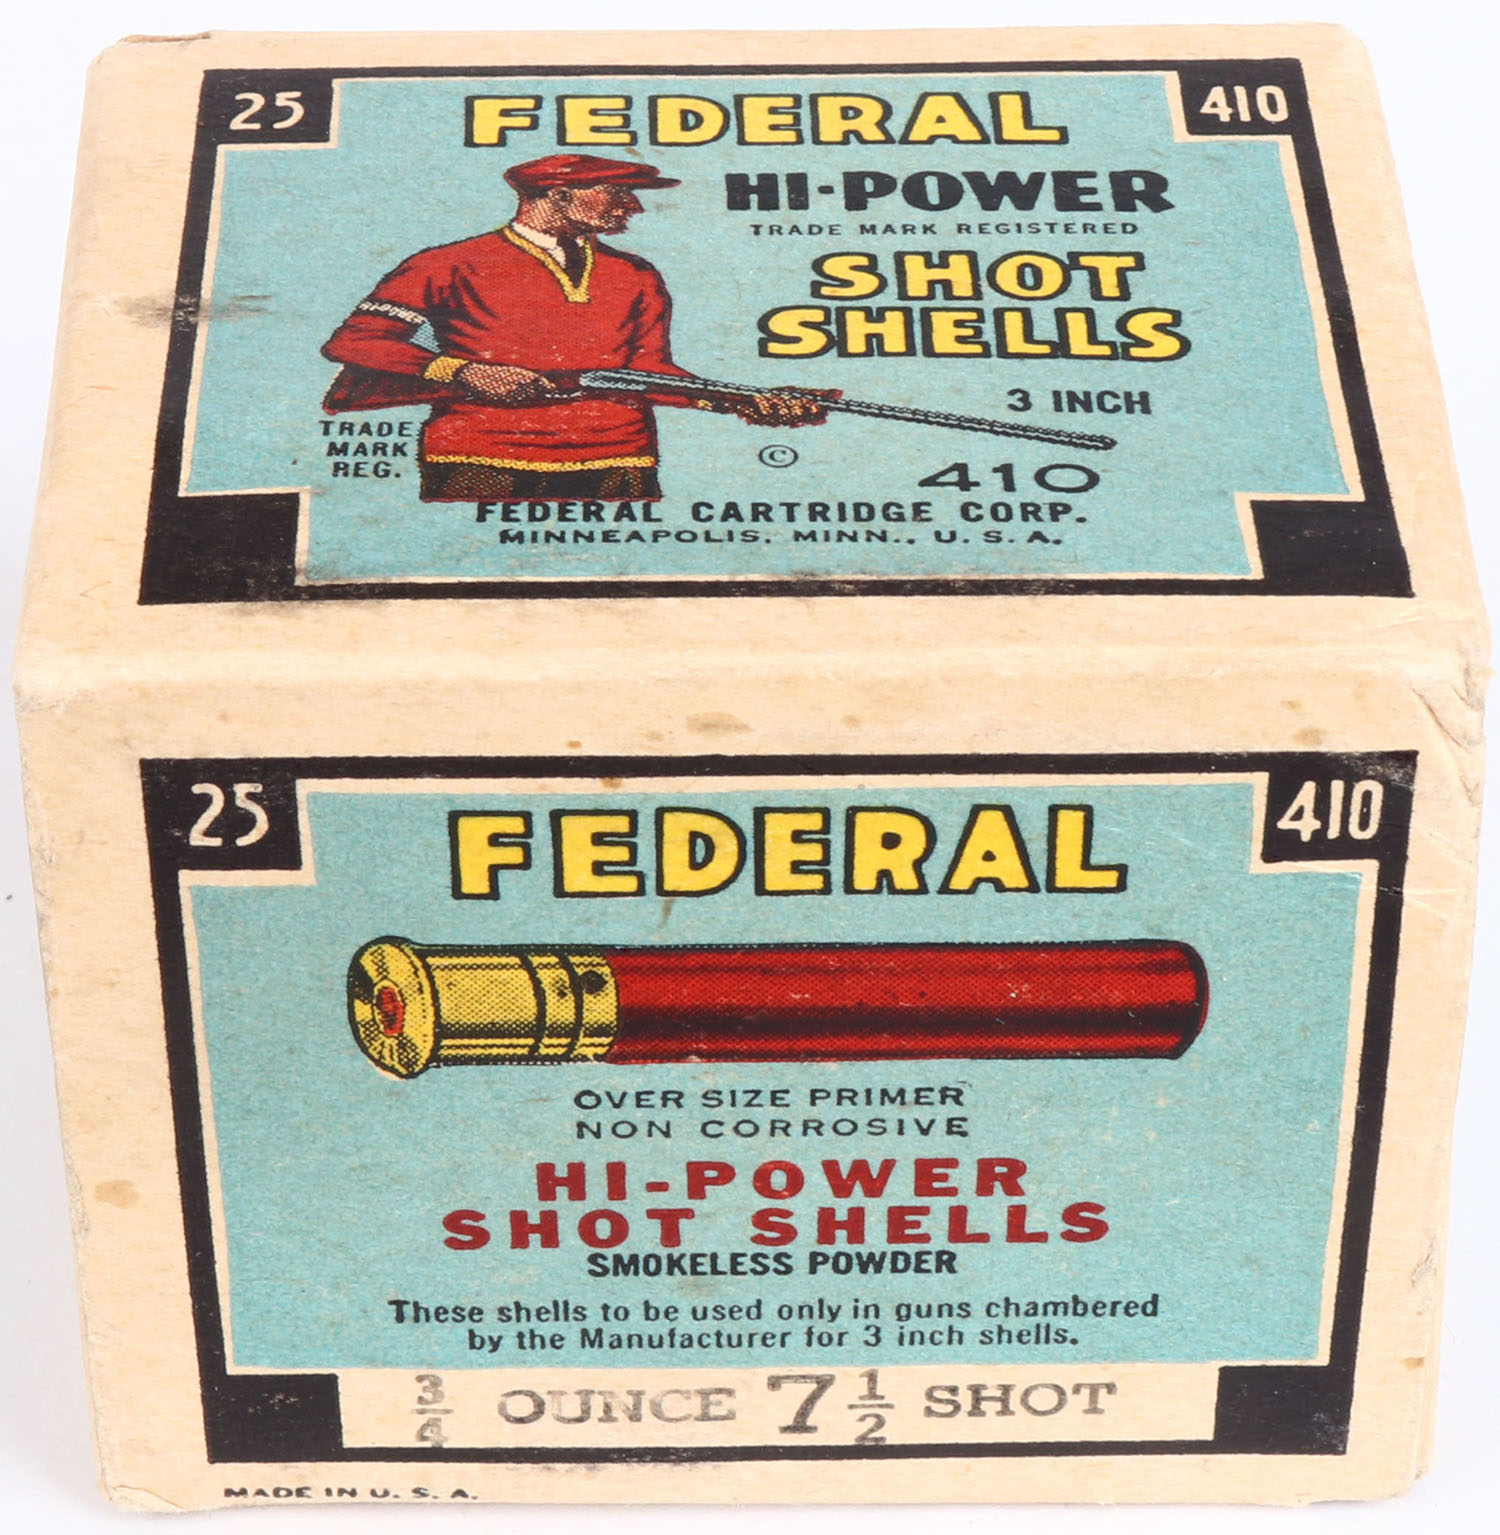 25
410
FEDERAL
HI-POWER
TRADE MARK REGISTERED
SHOT
SHELLS
HI-POWER
3 INCH
TRADE
MARK
REG.
©
410
FEDERAL CARTRIDGE CORP.
MINNEAPOLIS, MINN., U. S. A.
25
410
FEDERAL
OVER SIZE PRIMER
NON CORROSIVE
HI-POWER
SHOT SHELLS
SMOKELESS POWDER
These shells to be used only in guns chambered
by the Manufacturer for 3 inch shells.
3/4 OUNCE 7 1/2 SHOT
MADE IN U. S. A.